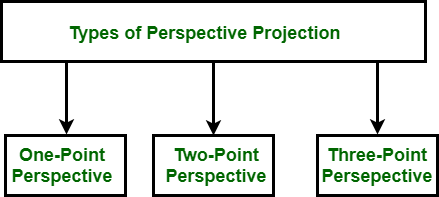 Types of Perspective Projection
One-Point
Perspective
Two-Point
Perspective
Three-Point
Persepective